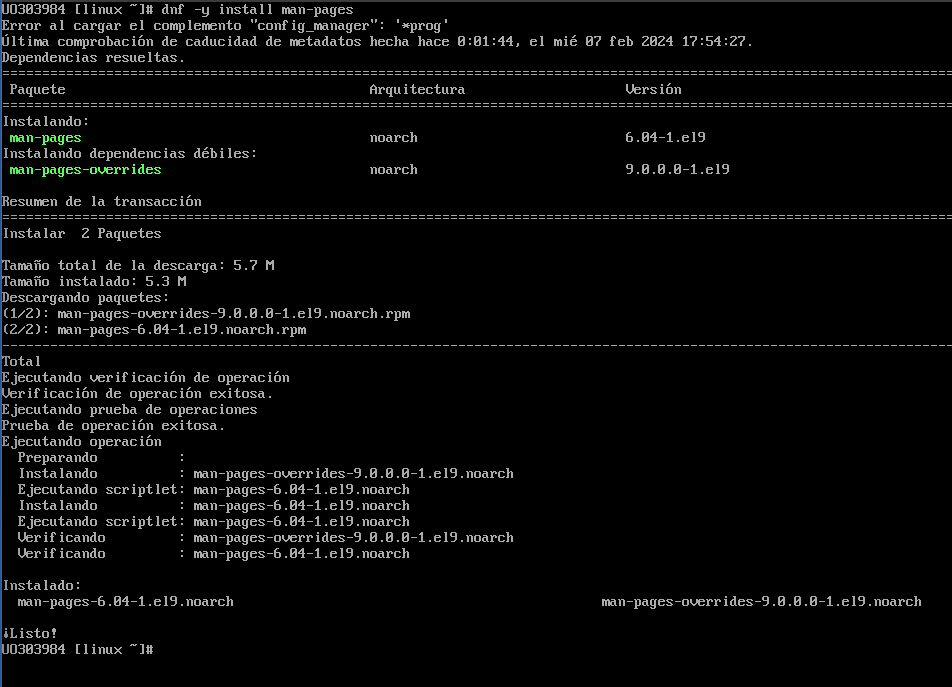 UO303984 [linux ~]# dnf -y install man-pages
Error al cargar el complemento "config_manager": '*prog'
Última comprobación de caducidad de metadatos hecha hace 0:01:44, el mié 07 feb 2024 17:54:27.
Dependencias resueltas.
Paquete Arquitectura Versión
Instalando:
man-pages noarch 6.04-1.el9
Instalando dependencias débiles:
man-pages-overrides noarch 9.0.0.0-1.el9
Resumen de la transacción
Instalar 2 Paquetes
Tamaño total de la descarga: 5.7 M
Tamaño instalado: 5.3 M
Descargando paquetes:
(1/2): man-pages-overrides-9.0.0.0-1.el9.noarch.rpm
(2/2): man-pages-6.04-1.el9.noarch.rpm
Total
Ejecutando verificación de operación
Verificación de operación exitosa.
Ejecutando prueba de operaciones
Prueba de operación exitosa.
Ejecutando operación
Preparando :
Instalando : man-pages-overrides-9.0.0.0-1.el9.noarch
Ejecutando scriptlet: man-pages-6.04-1.el9.noarch
Instalando : man-pages-6.04-1.el9.noarch
Ejecutando scriptlet: man-pages-6.04-1.el9.noarch
Verificando : man-pages-overrides-9.0.0.0-1.el9.noarch
Verificando : man-pages-6.04-1.el9.noarch
Instalado:
man-pages-6.04-1.el9.noarch man-pages-overrides-9.0.0.0-1.el9.noarch
¡Listo!
UO303984 [linux ~]#